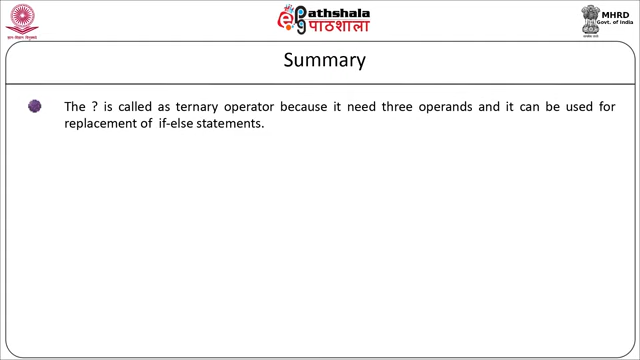 Pathshala
पाठशाला
MHRD
Govt. of India
Summary
The ? is called as ternary operator because it need three operands and it can be used for
replacement of if-else statements.